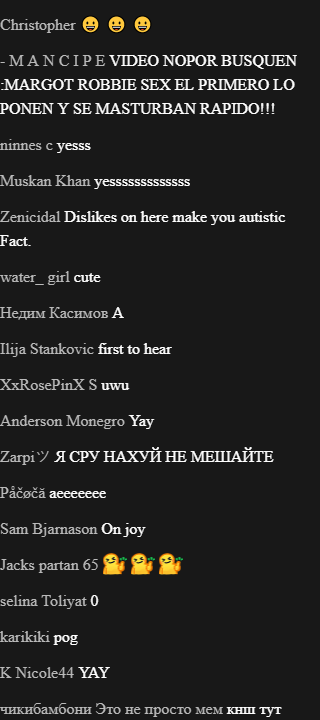 Christopher 😀 😀 😀
- M A N C I P E VIDEO NOPOR BUSQUEN
:MARGOT ROBBIE SEX EL PRIMERO LO
PONEN Y SE MASTURBAN RAPIDO!!!
ninnes c yesss
Muskan Khan yesssssssssssss
Zenicidal Dislikes on here make you autistic
Fact.
water_ girl cute
Недим Касимов А
Ilija Stankovic first to hear
XxRosePinX S uwu
Anderson Monegro Yay
Zarpiツ Я СРУ НАХУЙ НЕ МЕШАЙТЕ
Påčøčă aeeeeeee
Sam Bjarnason On joy
Jacks partan 65
selina Toliyat 0
karikiki pog
K Nicole44 YAY
чикибамбони Это не просто мем книш тут